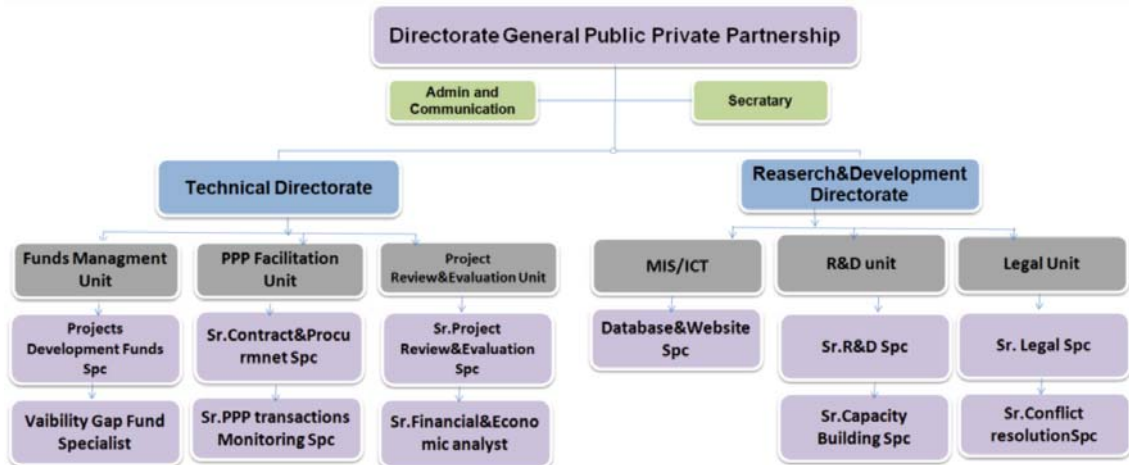 Directorate General Public Private Partnership
Admin and
Communication
Secratary
Technical Directorate
Reaserch&Development
Directorate
Funds Managment
Unit
PPP Facilitation
Unit
Project
Review&Evaluation Unit
MIS/ICT
R&D unit
Legal Unit
Projects
Development Funds
Spc
Sr.Contract&Procu
rmnet Spc
Sr.Project
Review&Evaluation
Spc
Database&Website
Spc
Sr.R&D Spc
Sr. Legal Spc
Vaibility Gap Fund
Specialist
Sr.PPP transactions
Monitoring Spc
Sr.Financial&Econo
mic analyst
Sr.Capacity
Building Spc
Sr.Conflict
resolutionSpc